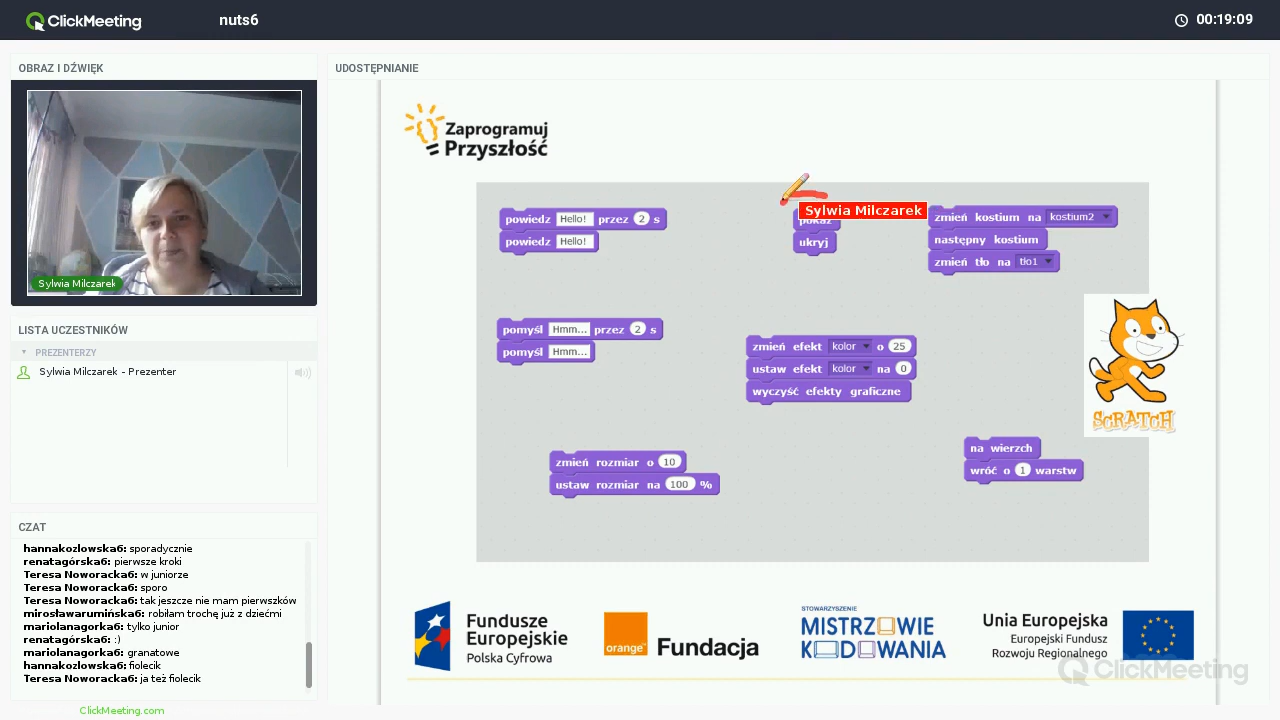 ClickMeeting
nuts6
00:19:09
OBRAZ I DŹWIĘK
UDOSTĘPNIANIE
Sylwia Milczarek
LISTA UCZESTNIKÓW
PREZENTERZY
Sylwia Milczarek - Prezenter
CZAT
hannakozlowska6: sporadycznie
renatagórska6: pierwsze kroki
Teresa Noworacka6: w juniorze
Teresa Noworacka6: sporo
Teresa Noworacka6: tak jeszcze nie mam pierwszków
mirosławarumińska6: robiłam trochę już z dziećmi
mariolanagorka6: tylko junior
renatagórska6: :)
mariolanagorka6: granatowe
hannakozlowska6: fiolecik
Teresa Noworacka6: ja też fiolecik
ClickMeeting.com
Zaprogramuj
Przyszłość
powiedz Hello! przez 2 s
powiedz Hello!
Sylwia Milczarek
pokaż
ukryj
zmień kostium na kostium2
następny kostium
zmień tło na tło1
pomyśl Hmm... przez 2 s
pomyśl Hmm...
zmień efekt kolor o 25
ustaw efekt kolor na 0
wyczyść efekty graficzne
SCRATCH
zmień rozmiar o 10
ustaw rozmiar na 100 %
na wierzch
wróć o 1 warstw
Fundusze
Europejskie
Polska Cyfrowa
orange
Fundacja
STOWARZYSZENIE
MISTRZOWIE
KODOWANIA
Unia Europejska
Europejski Fundusz
Rozwoju Regionalnego
ClickMeeting